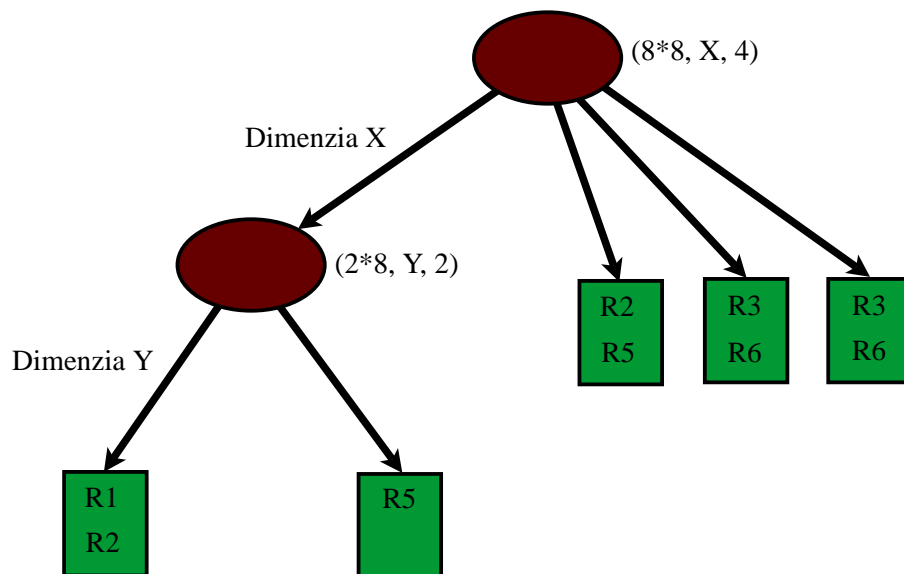 (8*8, X, 4)
Dimenzia X
(2*8, Y, 2)
R2
R5
R3
R6
R3
R6
Dimenzia Y
R1
R2
R5